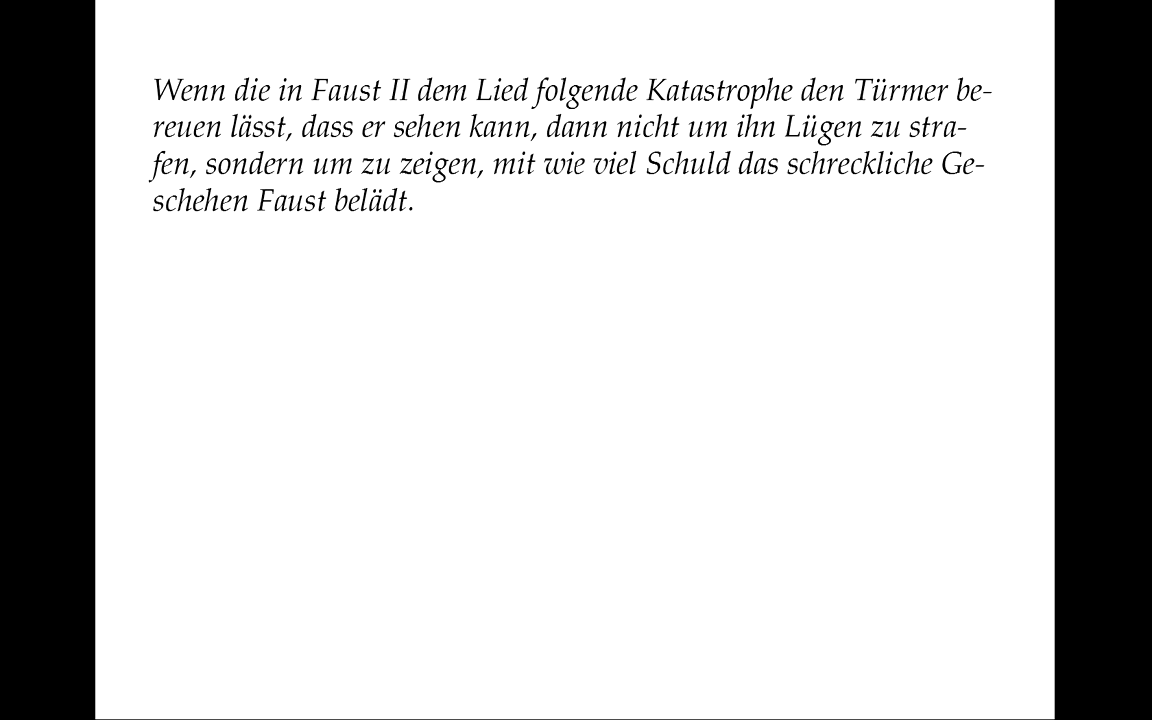 Wenn die in Faust II dem Lied folgende Katastrophe den Türmer be-
reuen lässt, dass er sehen kann, dann nicht um ihn Lügen zu stra-
fen, sondern um zu zeigen, mit wie viel Schuld das schreckliche Ge-
schehen Faust belädt.